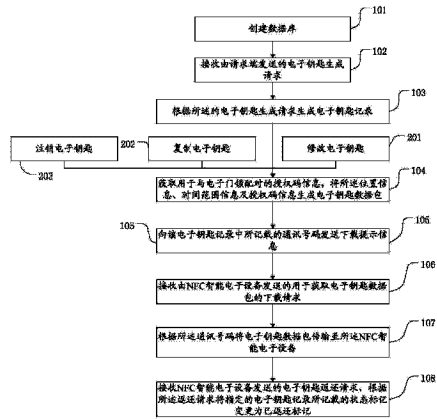 101
创建数据库
102
接收由请求端发送的电子钥匙生成
请求
103
根据所述的电子钥匙生成请求生成电子钥匙记录
注销电子钥匙
202
复制电子钥匙
201
修改电子钥匙
203
104
获取用于与电子门锁配对的授权码信息，将所述位置信
息、时间范围信息及授权码信息生成电子钥匙数据包
105
105
向该电子钥匙记录中所记载的通讯号码发送下载提示信
息
106
接收由NFC智能电子设备发送的用于获取电子钥匙数据
包的下载请求
107
根据所述通讯号码将电子钥匙数据包传输至所述NFC智
能电子设备
108
接收NFC智能电子设备发送的电子钥匙返还请求，根据
所述返还请求将指定的电子钥匙记录所记载的状态标记
变更为已返还标记